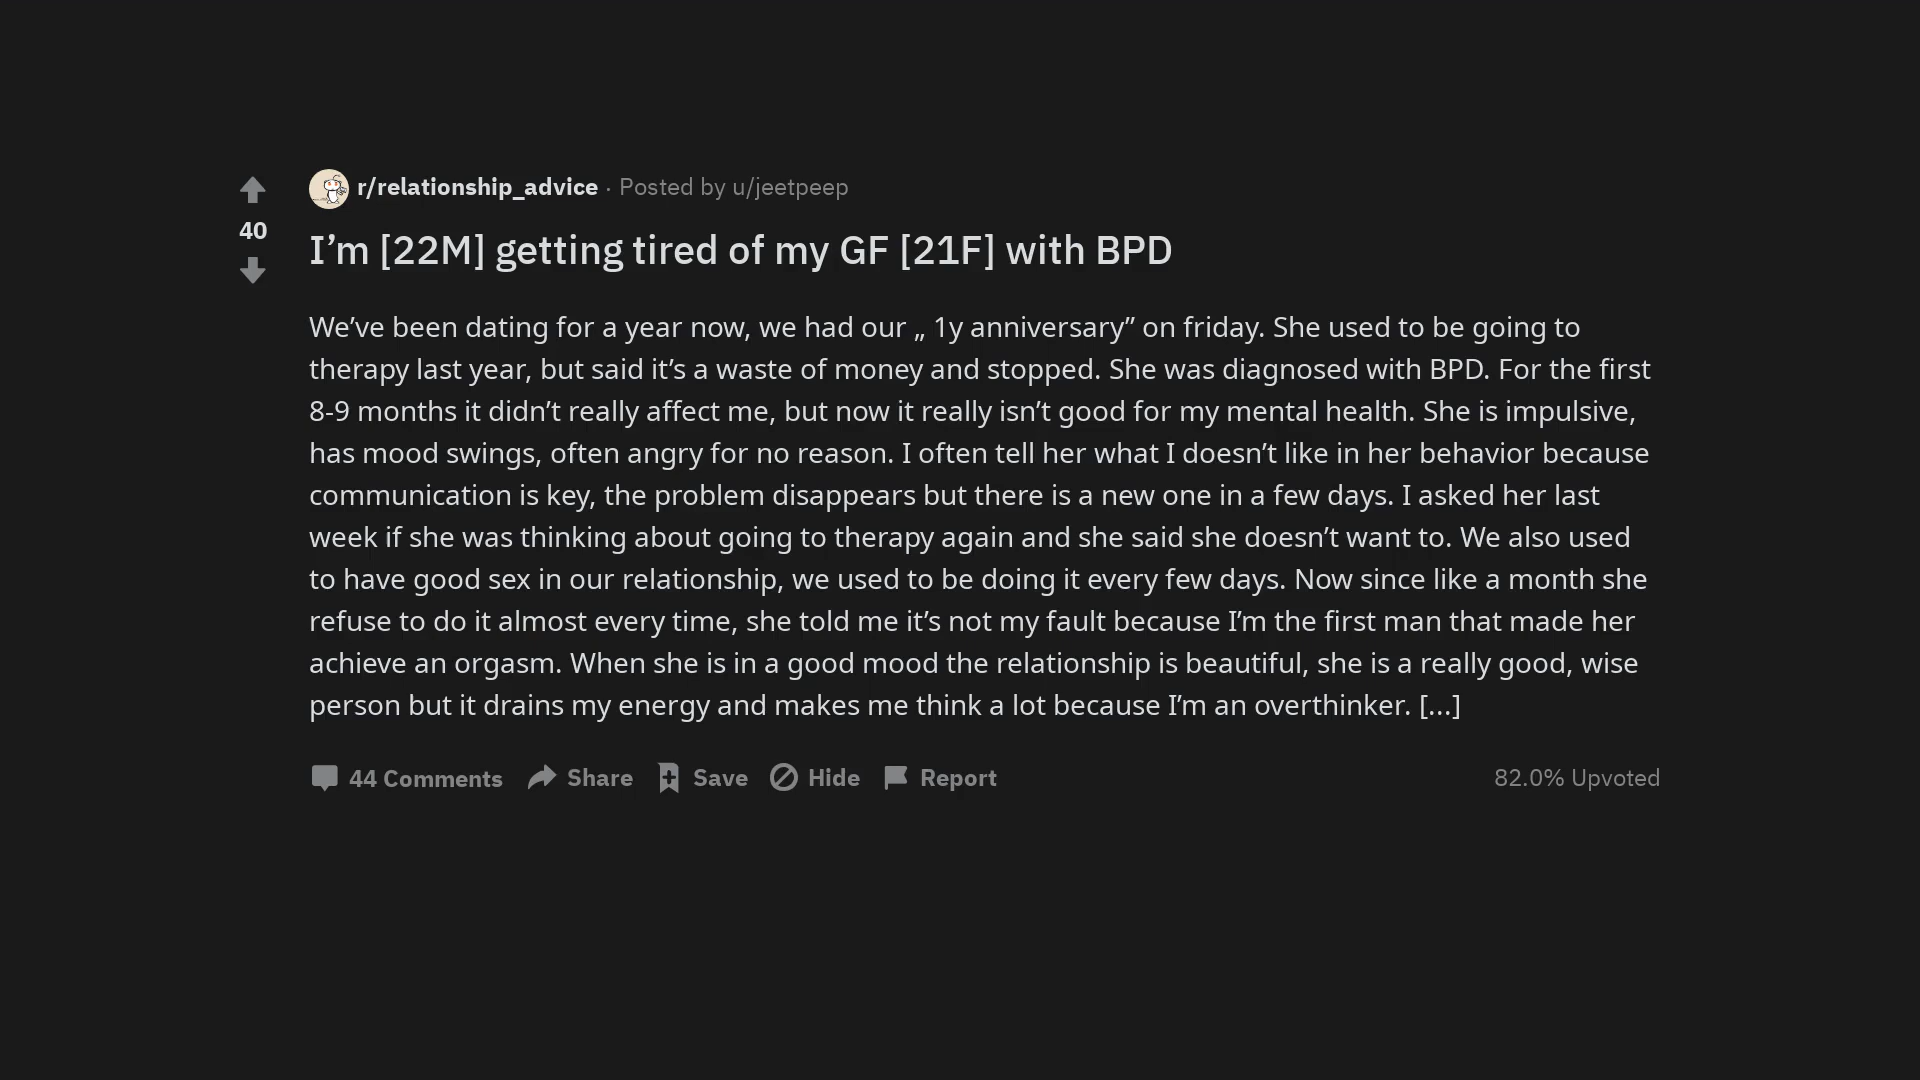 r/relationship_advice · Posted by u/jeetpeep
40
I’m [22M] getting tired of my GF [21F] with BPD
We’ve been dating for a year now, we had our „ 1y anniversary” on friday. She used to be going to
therapy last year, but said it’s a waste of money and stopped. She was diagnosed with BPD. For the first
8-9 months it didn’t really affect me, but now it really isn’t good for my mental health. She is impulsive,
has mood swings, often angry for no reason. I often tell her what I doesn’t like in her behavior because
communication is key, the problem disappears but there is a new one in a few days. I asked her last
week if she was thinking about going to therapy again and she said she doesn’t want to. We also used
to have good sex in our relationship, we used to be doing it every few days. Now since like a month she
refuse to do it almost every time, she told me it’s not my fault because I’m the first man that made her
achieve an orgasm. When she is in a good mood the relationship is beautiful, she is a really good, wise
person but it drains my energy and makes me think a lot because I’m an overthinker. [...]
44 Comments Share Save Hide Report 82.0% Upvoted